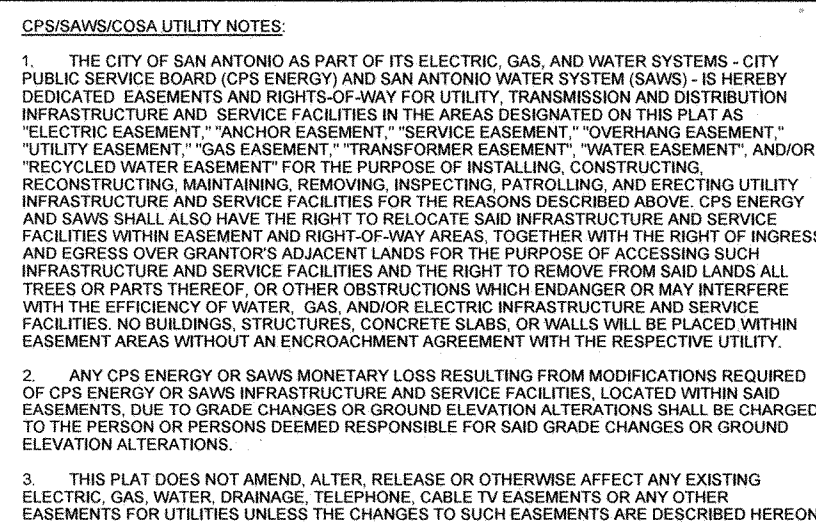 CPS/SAWS/COSA UTILITY NOTES:
1. THE CITY OF SAN ANTONIO AS PART OF ITS ELECTRIC, GAS, AND WATER SYSTEMS - CITY
PUBLIC SERVICE BOARD (CPS ENERGY) AND SAN ANTONIO WATER SYSTEM (SAWS) - IS HEREBY
DEDICATED EASEMENTS AND RIGHTS-OF-WAY FOR UTILITY, TRANSMISSION AND DISTRIBUTION
INFRASTRUCTURE AND SERVICE FACILITIES IN THE AREAS DESIGNATED ON THIS PLAT AS
"ELECTRIC EASEMENT," "ANCHOR EASEMENT," "SERVICE EASEMENT," "OVERHANG EASEMENT,"
"UTILITY EASEMENT," "GAS EASEMENT," "TRANSFORMER EASEMENT", "WATER EASEMENT", AND/OR
"RECYCLED WATER EASEMENT" FOR THE PURPOSE OF INSTALLING, CONSTRUCTING,
RECONSTRUCTING, MAINTAINING, REMOVING, INSPECTING, PATROLLING, AND ERECTING UTILITY
INFRASTRUCTURE AND SERVICE FACILITIES FOR THE REASONS DESCRIBED ABOVE. CPS ENERGY
AND SAWS SHALL ALSO HAVE THE RIGHT TO RELOCATE SAID INFRASTRUCTURE AND SERVICE
FACILITIES WITHIN EASEMENT AND RIGHT-OF-WAY AREAS, TOGETHER WITH THE RIGHT OF INGRESS
AND EGRESS OVER GRANTOR'S ADJACENT LANDS FOR THE PURPOSE OF ACCESSING SUCH
INFRASTRUCTURE AND SERVICE FACILITIES AND THE RIGHT TO REMOVE FROM SAID LANDS ALL
TREES OR PARTS THEREOF, OR OTHER OBSTRUCTIONS WHICH ENDANGER OR MAY INTERFERE
WITH THE EFFICIENCY OF WATER, GAS, AND/OR ELECTRIC INFRASTRUCTURE AND SERVICE
FACILITIES. NO BUILDINGS, STRUCTURES, CONCRETE SLABS, OR WALLS WILL BE PLACED WITHIN
EASEMENT AREAS WITHOUT AN ENCROACHMENT AGREEMENT WITH THE RESPECTIVE UTILITY.
2. ANY CPS ENERGY OR SAWS MONETARY LOSS RESULTING FROM MODIFICATIONS REQUIRED
OF CPS ENERGY OR SAWS INFRASTRUCTURE AND SERVICE FACILITIES, LOCATED WITHIN SAID
EASEMENTS, DUE TO GRADE CHANGES OR GROUND ELEVATION ALTERATIONS SHALL BE CHARGED
TO THE PERSON OR PERSONS DEEMED RESPONSIBLE FOR SAID GRADE CHANGES OR GROUND
ELEVATION ALTERATIONS.
3. THIS PLAT DOES NOT AMEND, ALTER, RELEASE OR OTHERWISE AFFECT ANY EXISTING
ELECTRIC, GAS, WATER, DRAINAGE, TELEPHONE, CABLE TV EASEMENTS OR ANY OTHER
EASEMENTS FOR UTILITIES UNLESS THE CHANGES TO SUCH EASEMENTS ARE DESCRIBED HEREON